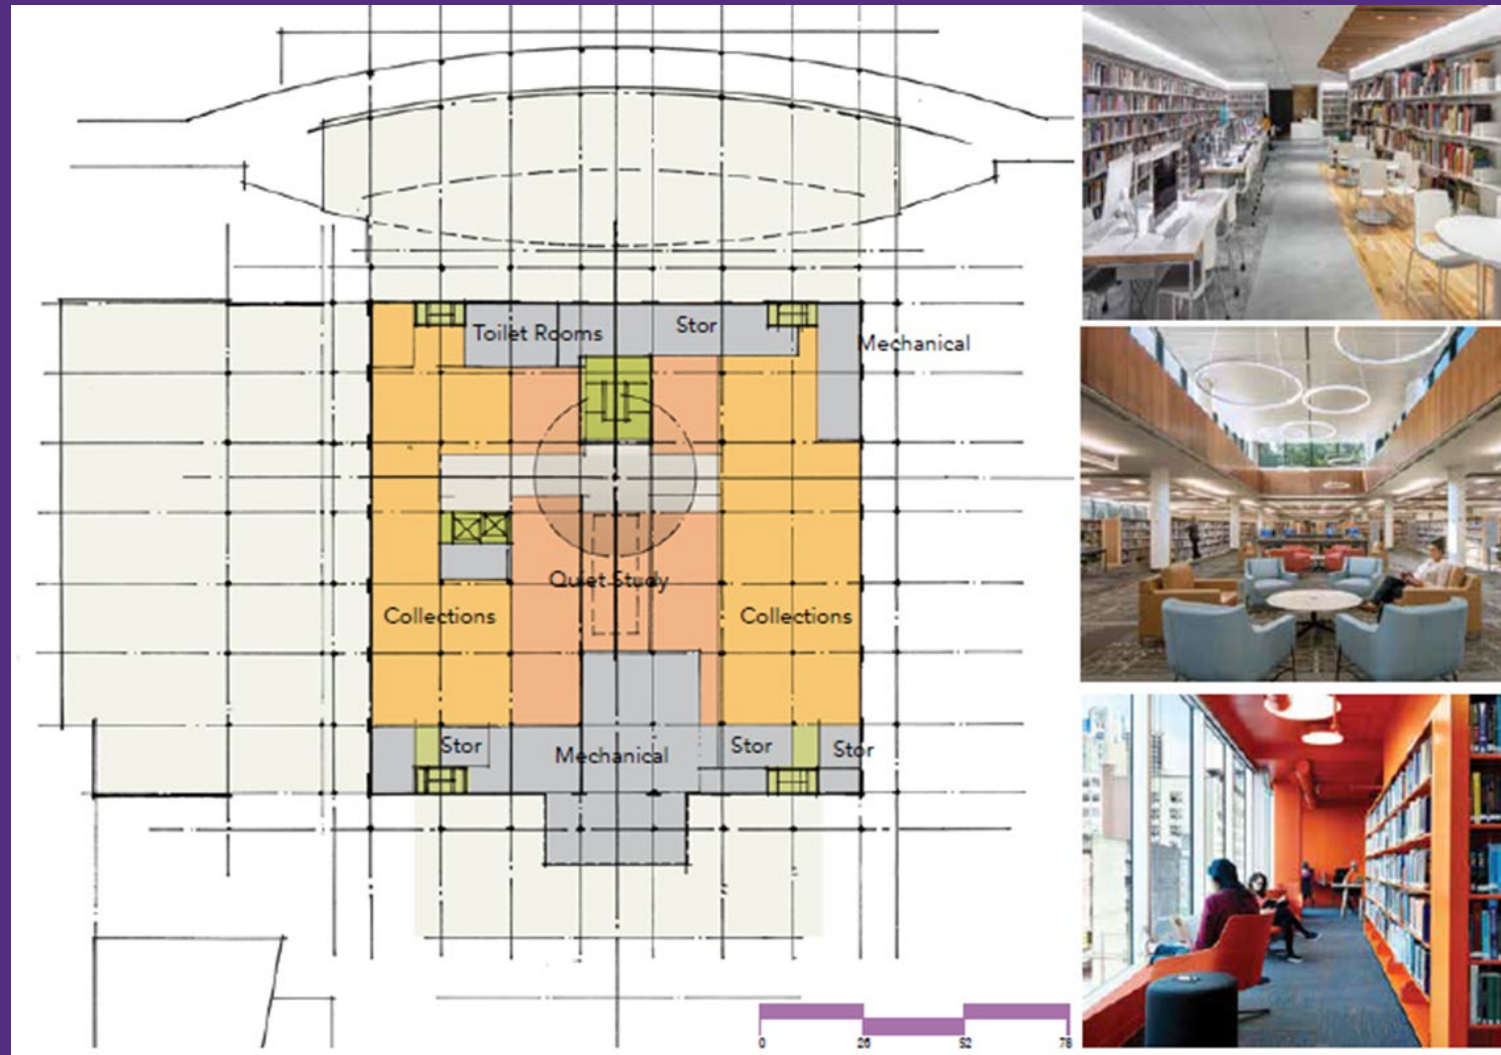 Toilet Rooms
Stor
Mechanical
Quiet Study
Collections
Collections
Stor
Mechanical
Stor
Stor
0
26
52
78